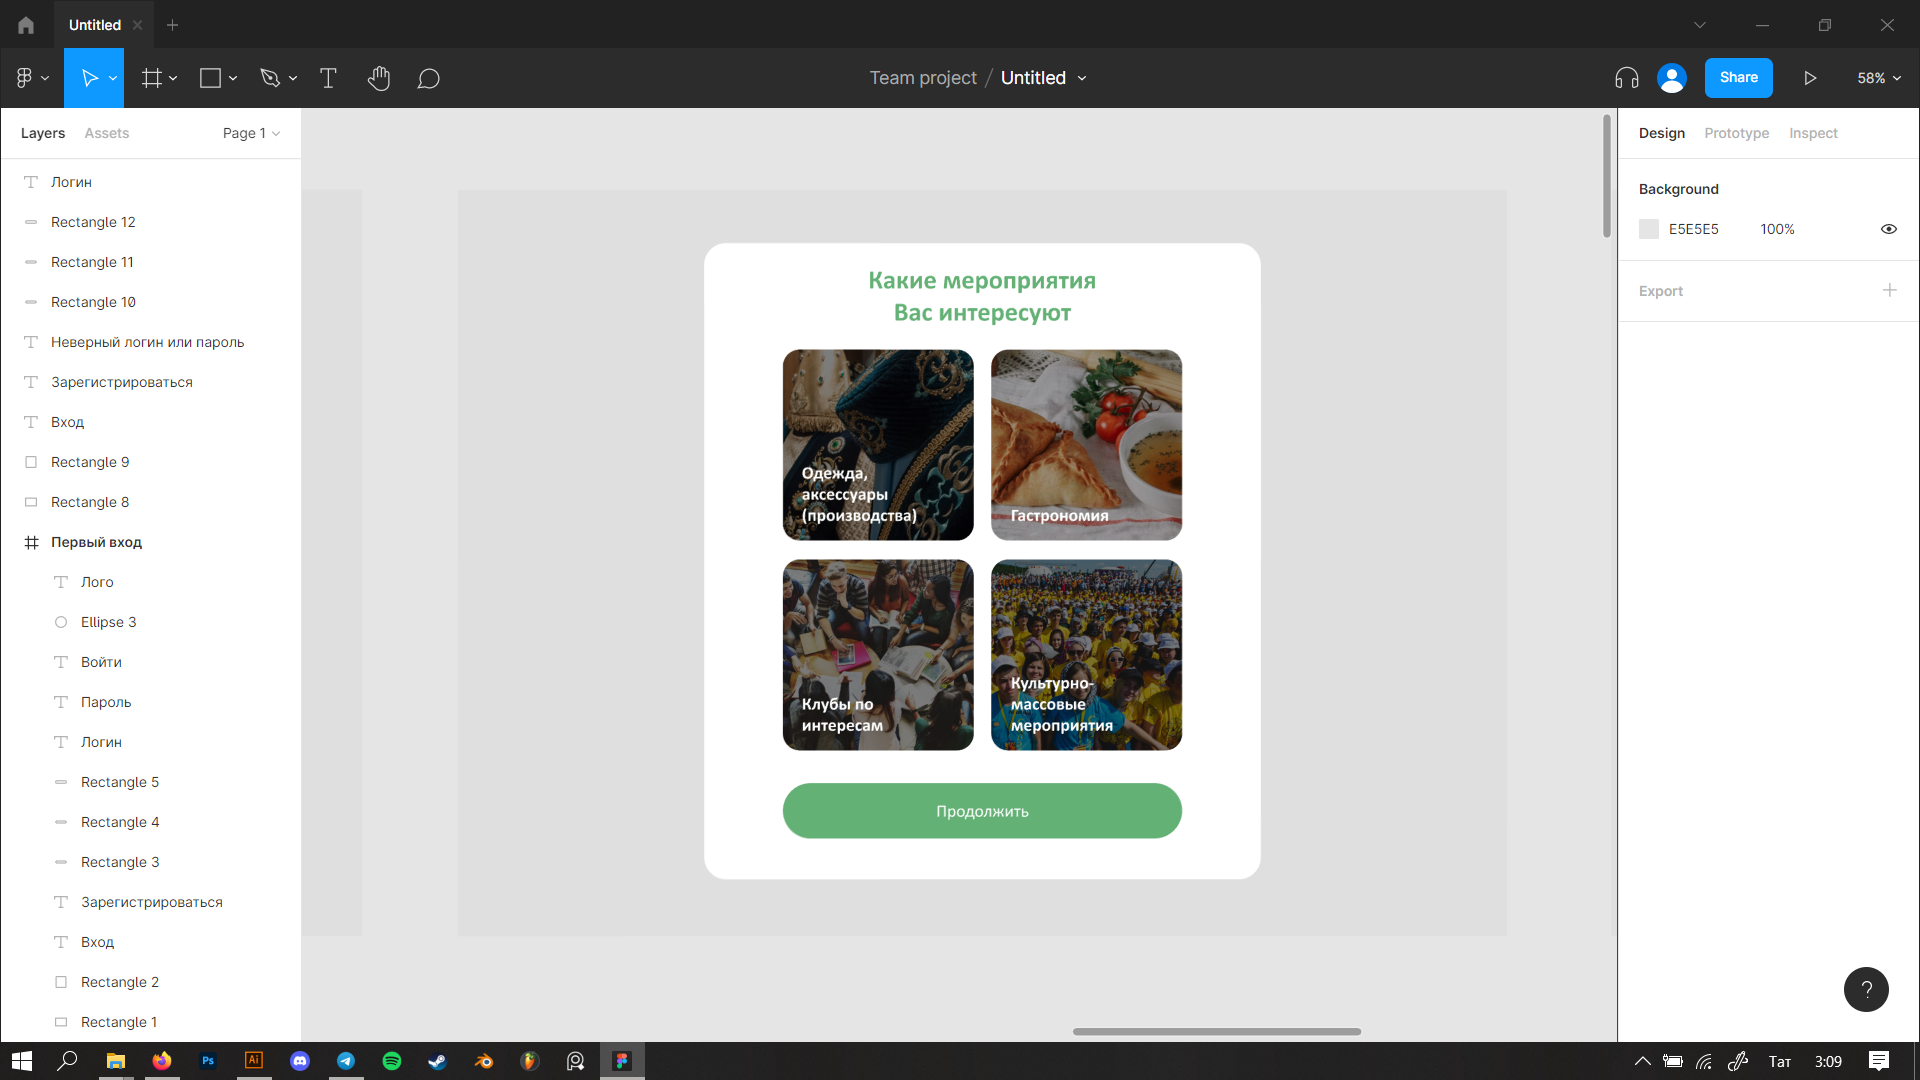 Untitled
Team project / Untitled
Share
58%
Layers
Assets
Page 1
Логин
Rectangle 12
Rectangle 11
Rectangle 10
Неверный логин или пароль
Зарегистрироваться
Вход
Rectangle 9
Rectangle 8
Первый вход
Лого
Ellipse 3
Войти
Пароль
Логин
Rectangle 5
Rectangle 4
Rectangle 3
Зарегистрироваться
Вход
Rectangle 2
Rectangle 1
Какие мероприятия
Вас интересуют
Одежда,
аксессуары
(производства)
Гастрономия
Клубы по
интересам
Культурно-
массовые
мероприятия
Продолжить
Design
Prototype
Inspect
Background
E5E5E5
100%
Export
?
Ps
Ai
Тат
3:09